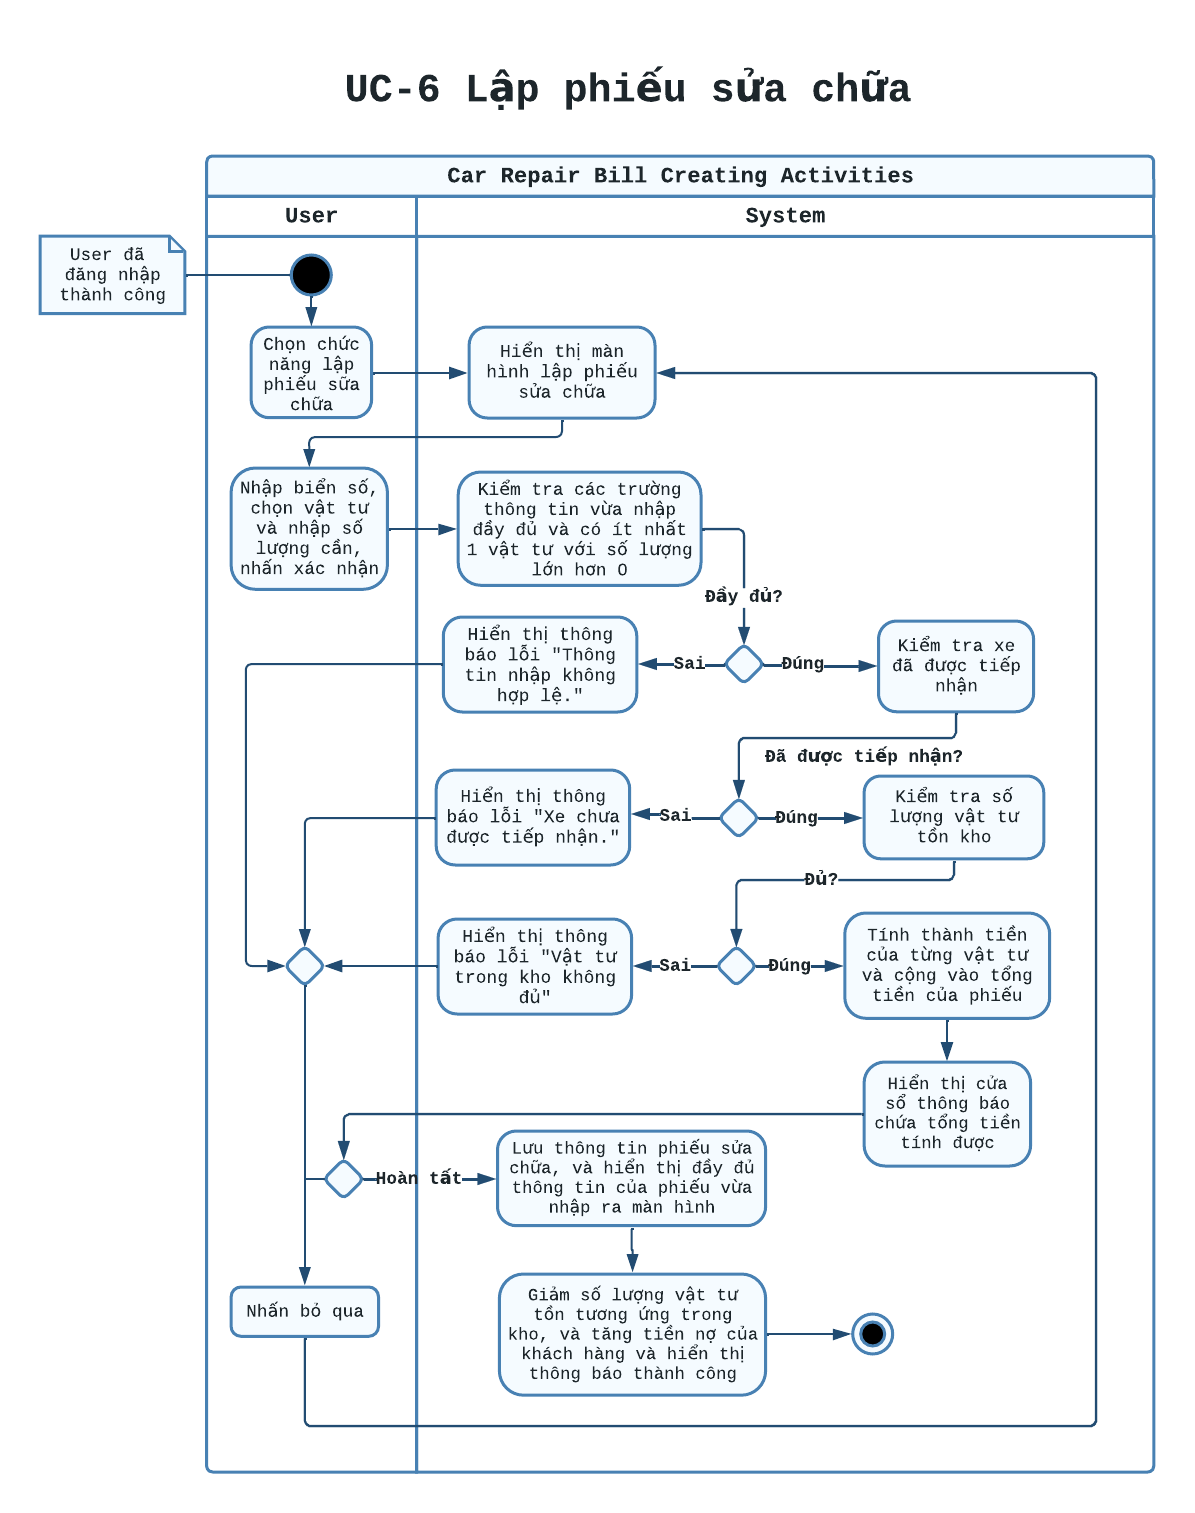 UC-6 Lập phiếu sửa chữa
Car Repair Bill Creating Activities
User
System
User đã
đăng nhập
thành công
Chọn chức
năng lập
phiếu sữa
chữa
Hiển thị màn
hình lập phiếu
sửa chữa
Nhập biển số,
chọn vật tư
và nhập số
lượng cần,
nhấn xác nhận
Kiểm tra các trường
thông tin vừa nhập
đầy đủ và có ít nhất
1 vật tư với số lượng
lớn hơn 0
Đầy đủ?
Hiển thị thông
báo lỗi "Thông
tin nhập không
hợp lệ."
Sai
Đúng
Kiểm tra xe
đã được tiếp
nhận
Đã được tiếp nhận?
Hiển thị thông
báo lỗi "Xe chưa
được tiếp nhận."
Sai
Đúng
Kiểm tra số
lượng vật tư
tồn kho
Đủ?
Hiển thị thông
báo lỗi "Vật tư
trong kho không
đủ"
Sai
Đúng
Tính thành tiền
của từng vật tư
và cộng vào tổng
tiền của phiếu
Hiển thị cửa
sổ thông báo
chứa tổng tiền
tính được
Hoàn tất
Lưu thông tin phiếu sửa
chữa, và hiển thị đầy đủ
thông tin của phiếu vừa
nhập ra màn hình
Nhấn bỏ qua
Giảm số lượng vật tư
tồn tương ứng trong
kho, và tăng tiền nợ của
khách hàng và hiển thị
thông báo thành công